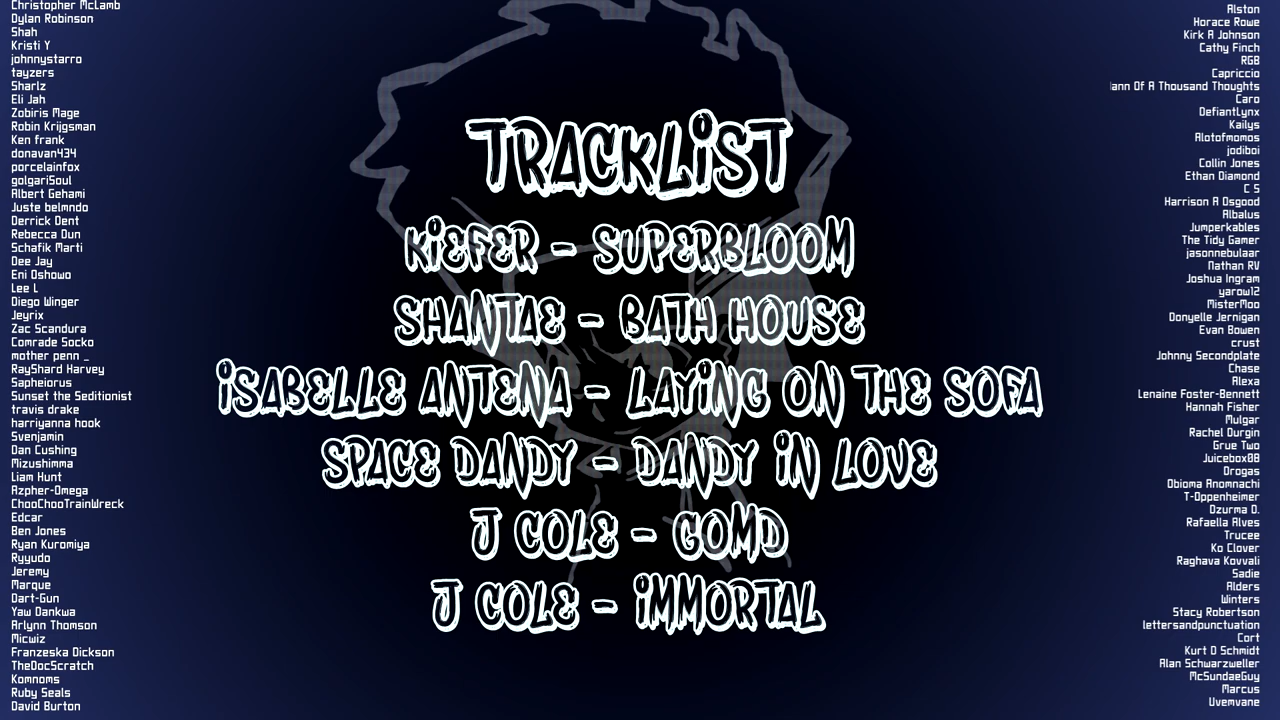 Christopher McLamb
Dylan Robinson
Shah
Kristi Y
johnnystarro
tayzers
Sharlz
Eli Jah
Zobiris Mage
Robin Krijgsman
Ken frank
donavan434
porcelainfox
golgariSoul
Albert Gehami
Juste belmndo
Derrick Dent
Rebecca Dun
Schafik Marti
Dee Jay
Eni Oshowo
Lee L
Diego Winger
Jeyrix
Zac Scandura
Comrade Socko
mother penn _
RayShard Harvey
Sapheiorus
Sunset the Seditionist
travis drake
harriyanna hook
Svenjamin
Dan Cushing
Mizushimma
Liam Hunt
Azpher-Omega
ChooChooTrainWreck
Edcar
Ben Jones
Ryan Kuromiya
Ryyudo
Jeremy
Marque
Dart-Gun
Yaw Dankwa
Arlynn Thomson
Micwiz
Franzeska Dickson
TheDocScratch
Komnoms
Ruby Seals
David Burton
TRACKLIST
KIEFER - SUPERBLOOM
SHANTAE - BATH HOUSE
ISABELLE ANTENA - LAYING ON THE SOFA
SPACE DANDY - DANDY IN LOVE
J COLE - GOMD
J COLE - IMMORTAL
Alston
Horace Rowe
Kirk A Johnson
Cathy Finch
RGB
Capriccio
Of A Thousand Thoughts
Caro
DefiantLynx
Kailys
Alotofmomos
jodiboi
Collin Jones
Ethan Diamond
C S
Harrison A Osgood
Albalus
Jumperkables
The Tidy Gamer
jasonnebulaar
Nathan RV
Joshua Ingram
yarow12
MisterMoo
Donyelle Jernigan
Evan Bowen
crust
Johnny Secondplate
Chase
Alexa
Lenaine Foster-Bennett
Hannah Fisher
Mulgar
Rachel Durgin
Grue Two
Juicebox08
Drogas
Obioma Anomnachi
T-Oppenheimer
Dzurma D.
Rafaella Alves
Trucee
Ko Clover
Raghava Kovvali
Sadie
Alders
Winters
Stacy Robertson
lettersandpunctuation
Cort
Kurt D Schmidt
Alan Schwarzweller
McSundaeGuy
Marcus
Uvemvane